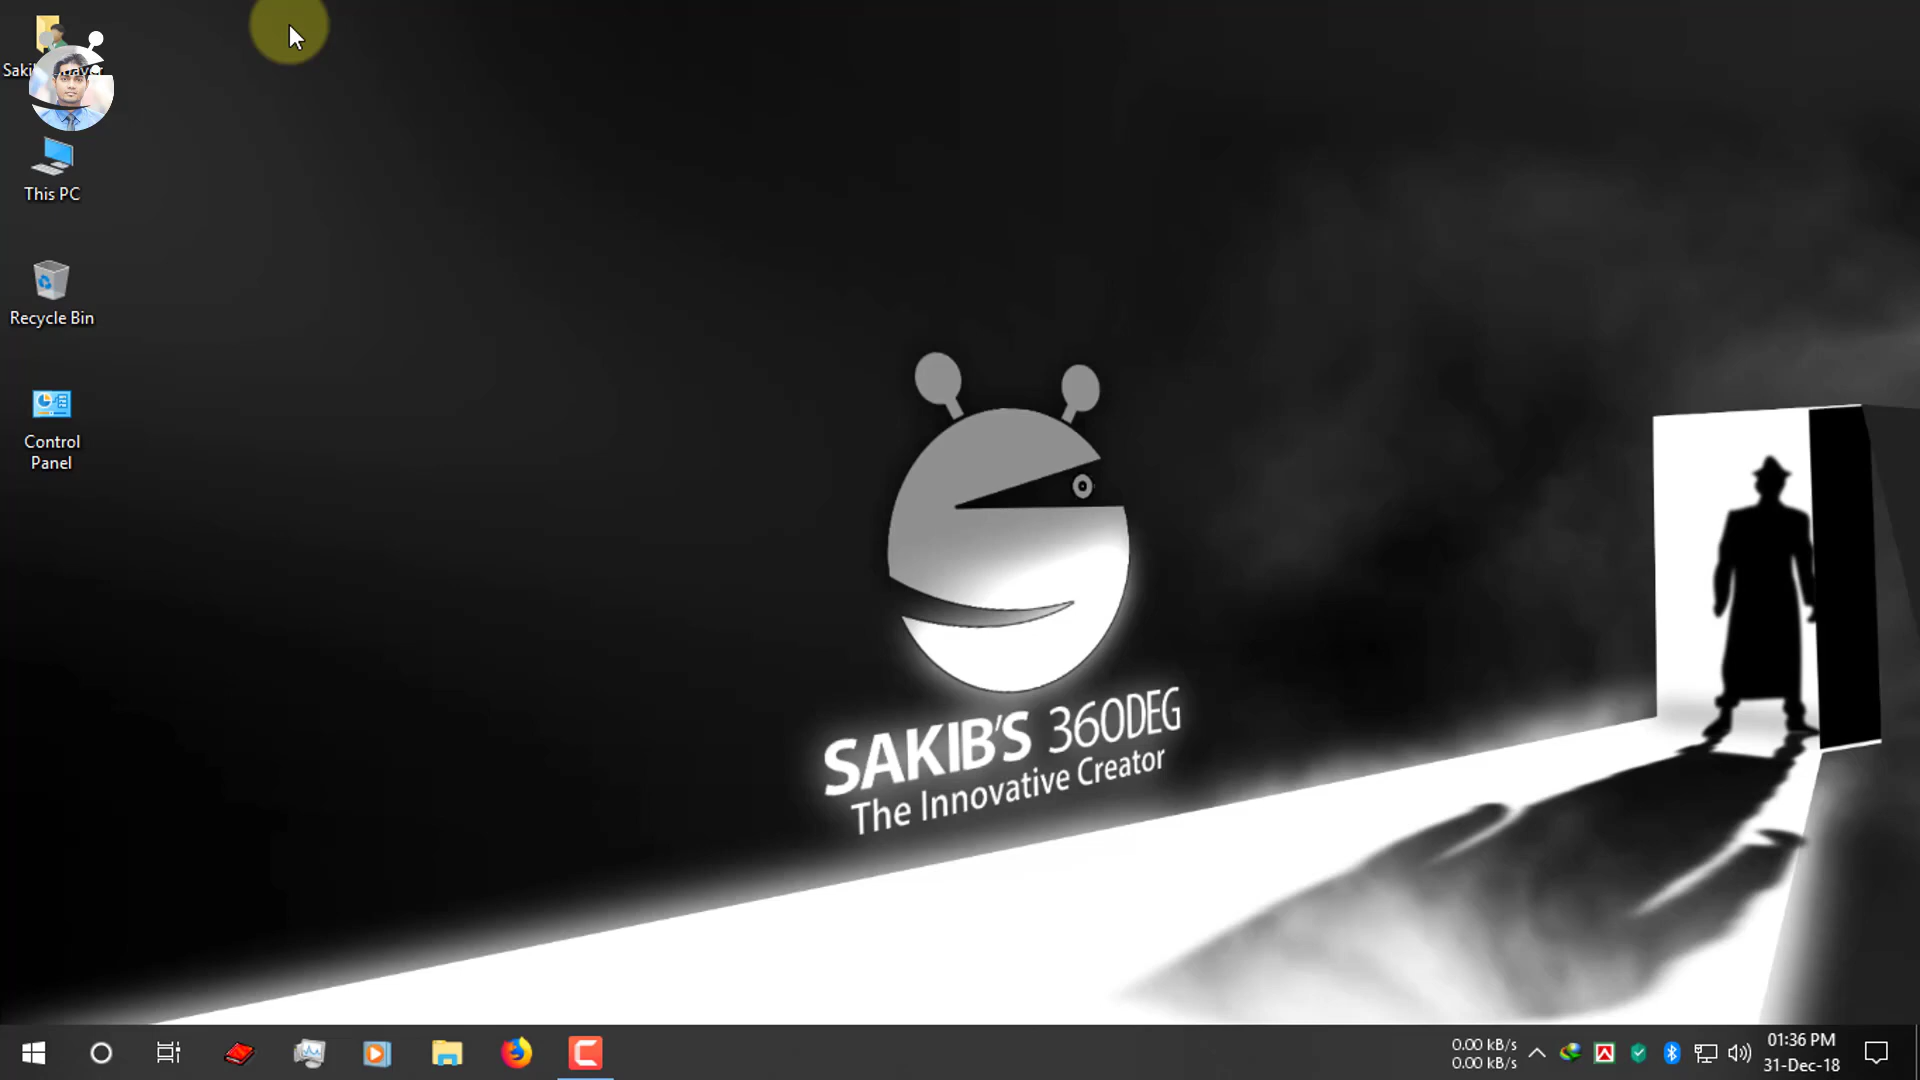 This PC
Recycle Bin
Control
Panel
SAKIB'S 360DEG
The Innovative Creator
0.00 kB/s
0.00 kB/s
01:36 PM
31-Dec-18